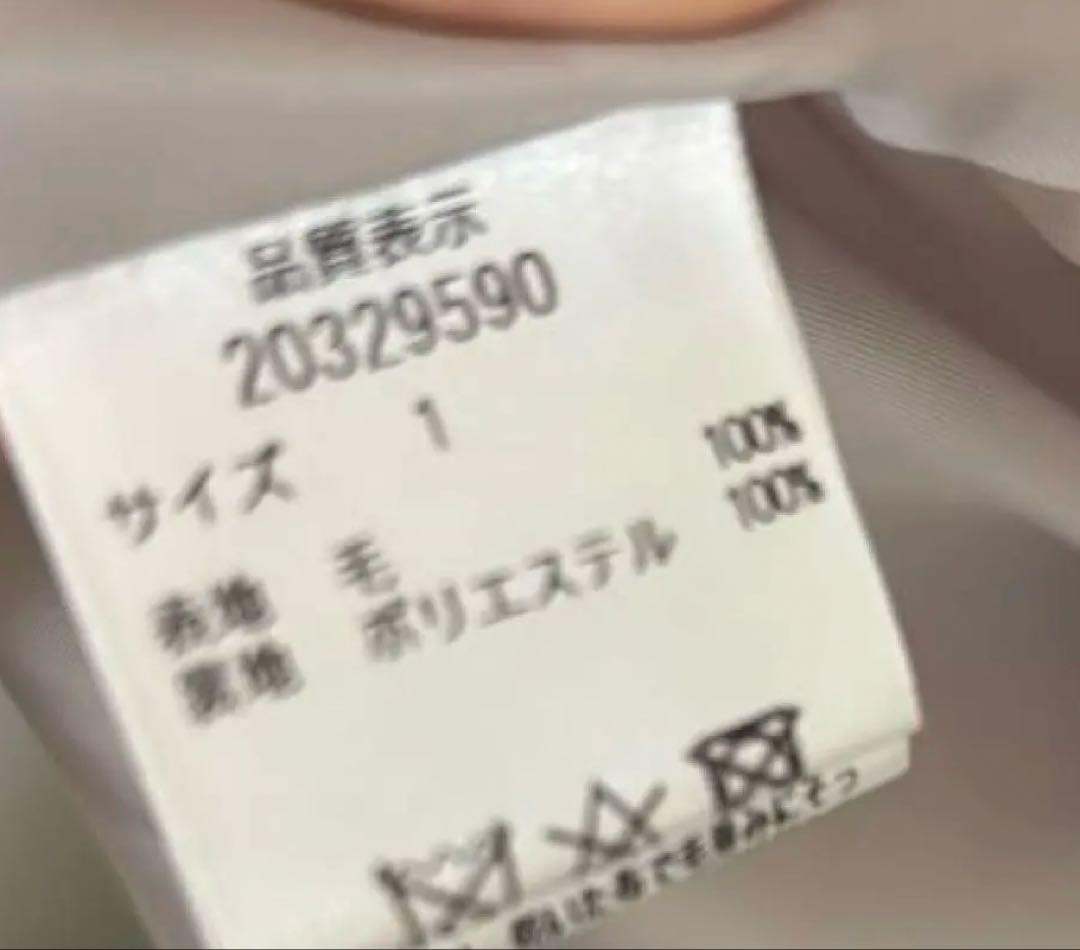 品質表示
20329590
サイズ 1
表地 毛 100%
裏地 ポリエステル 100%